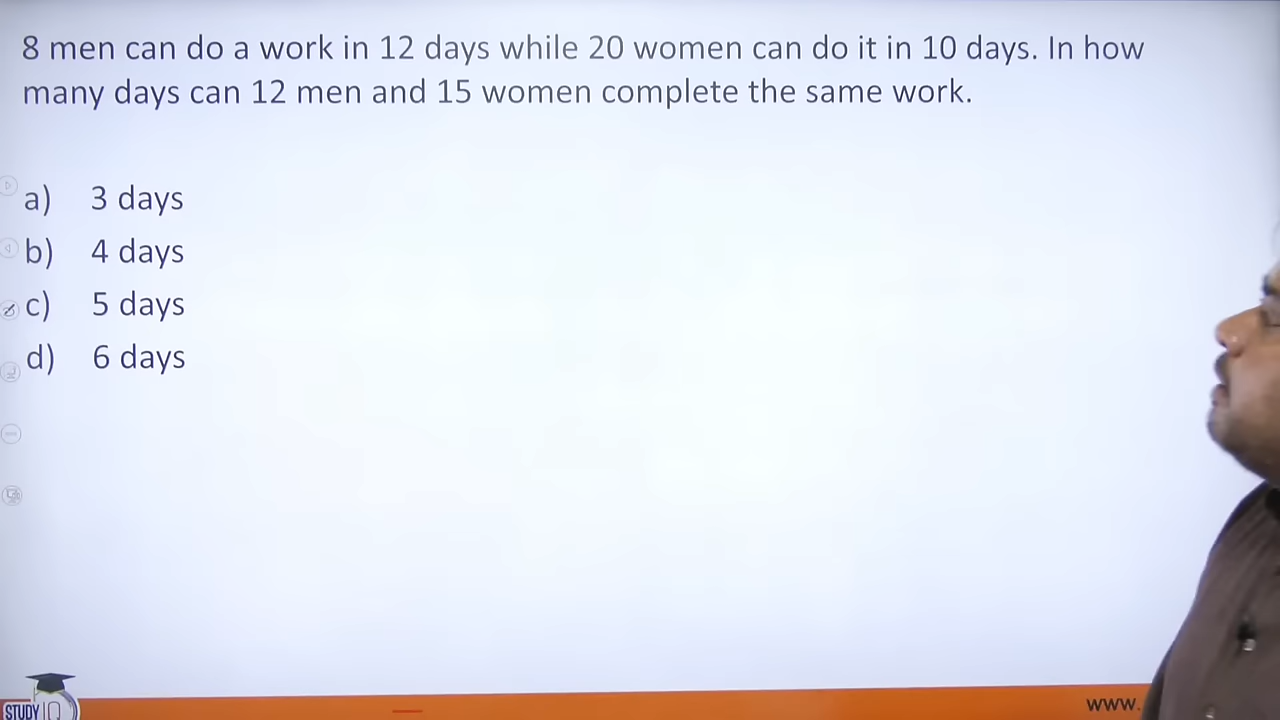 8 men can do a work in 12 days while 20 women can do it in 10 days. In how
many days can 12 men and 15 women complete the same work.
a) 3 days
b) 4 days
c) 5 days
d) 6 days
STUDY IQ
www.